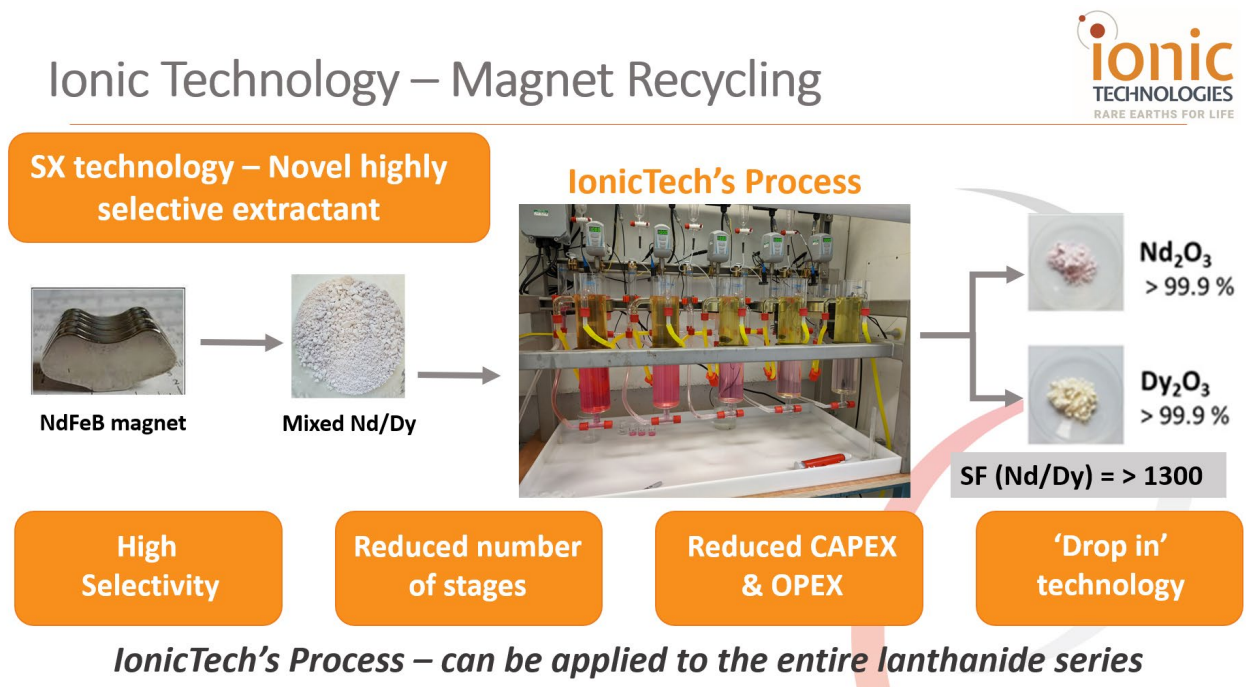 Ionic Technology – Magnet Recycling
ionic
TECHNOLOGIES
RARE EARTHS FOR LIFE
SX technology – Novel highly
selective extractant
IonicTech's Process
NdFeB magnet
Mixed Nd/Dy
Nd₂O₃
> 99.9 %
Dy₂O₃
> 99.9 %
SF (Nd/Dy) = > 1300
High
Selectivity
Reduced number
of stages
Reduced CAPEX
& OPEX
‘Drop in’
technology
IonicTech's Process – can be applied to the entire lanthanide series